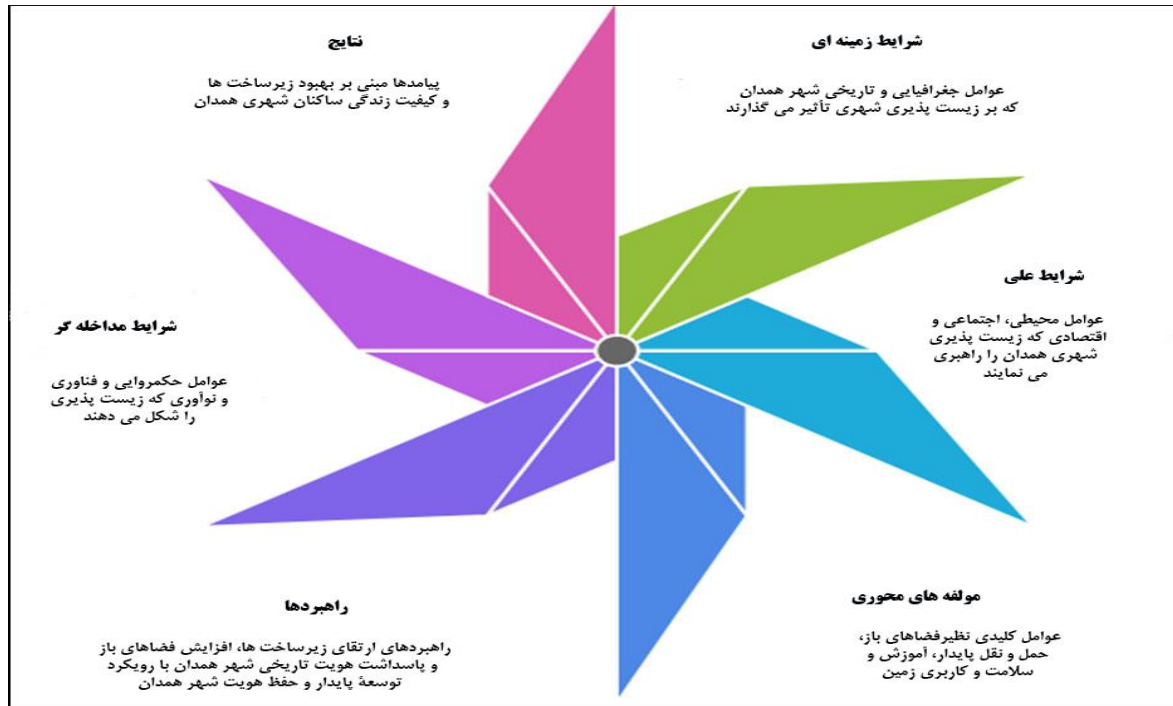 شرایط زمینه ای
عوامل جغرافیایی و تاریخی شهر همدان
که بر زیست پذیری شهری تأثیر می گذارند
شرایط علی
عوامل محیطی، اجتماعی و
اقتصادی که زیست پذیری
شهری همدان را راهبری
می نمایند
مولفه های محوری
عوامل کلیدی نظیرفضاهای باز،
حمل و نقل پایدار، آموزش و
سلامت و کاربری زمین
راهبردها
راهبردهای ارتقای زیرساخت ها، افزایش فضاهای باز
و پاسداشت هویت تاریخی شهر همدان با رویکرد
توسعهٔ پایدار و حفظ هویت شهر همدان
شرایط مداخله گر
عوامل حکمروایی و فناوری
و نوآوری که زیست پذیری
را شکل می دهند
نتایج
پیامدها مبنی بر بهبود زیرساخت ها
و کیفیت زندگی ساکنان شهری همدان